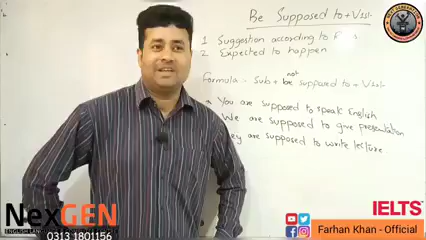 Be Supposed to + V1st
1 Suggestion according to
2 Expected to happen
not
Formula :- Sub + be supposed to + V1st
You are supposed to speak English
We are supposed to give presentation
ey are supposed to write lecture
NexGEN
0313 1801156
IELTS
Farhan Khan - Official